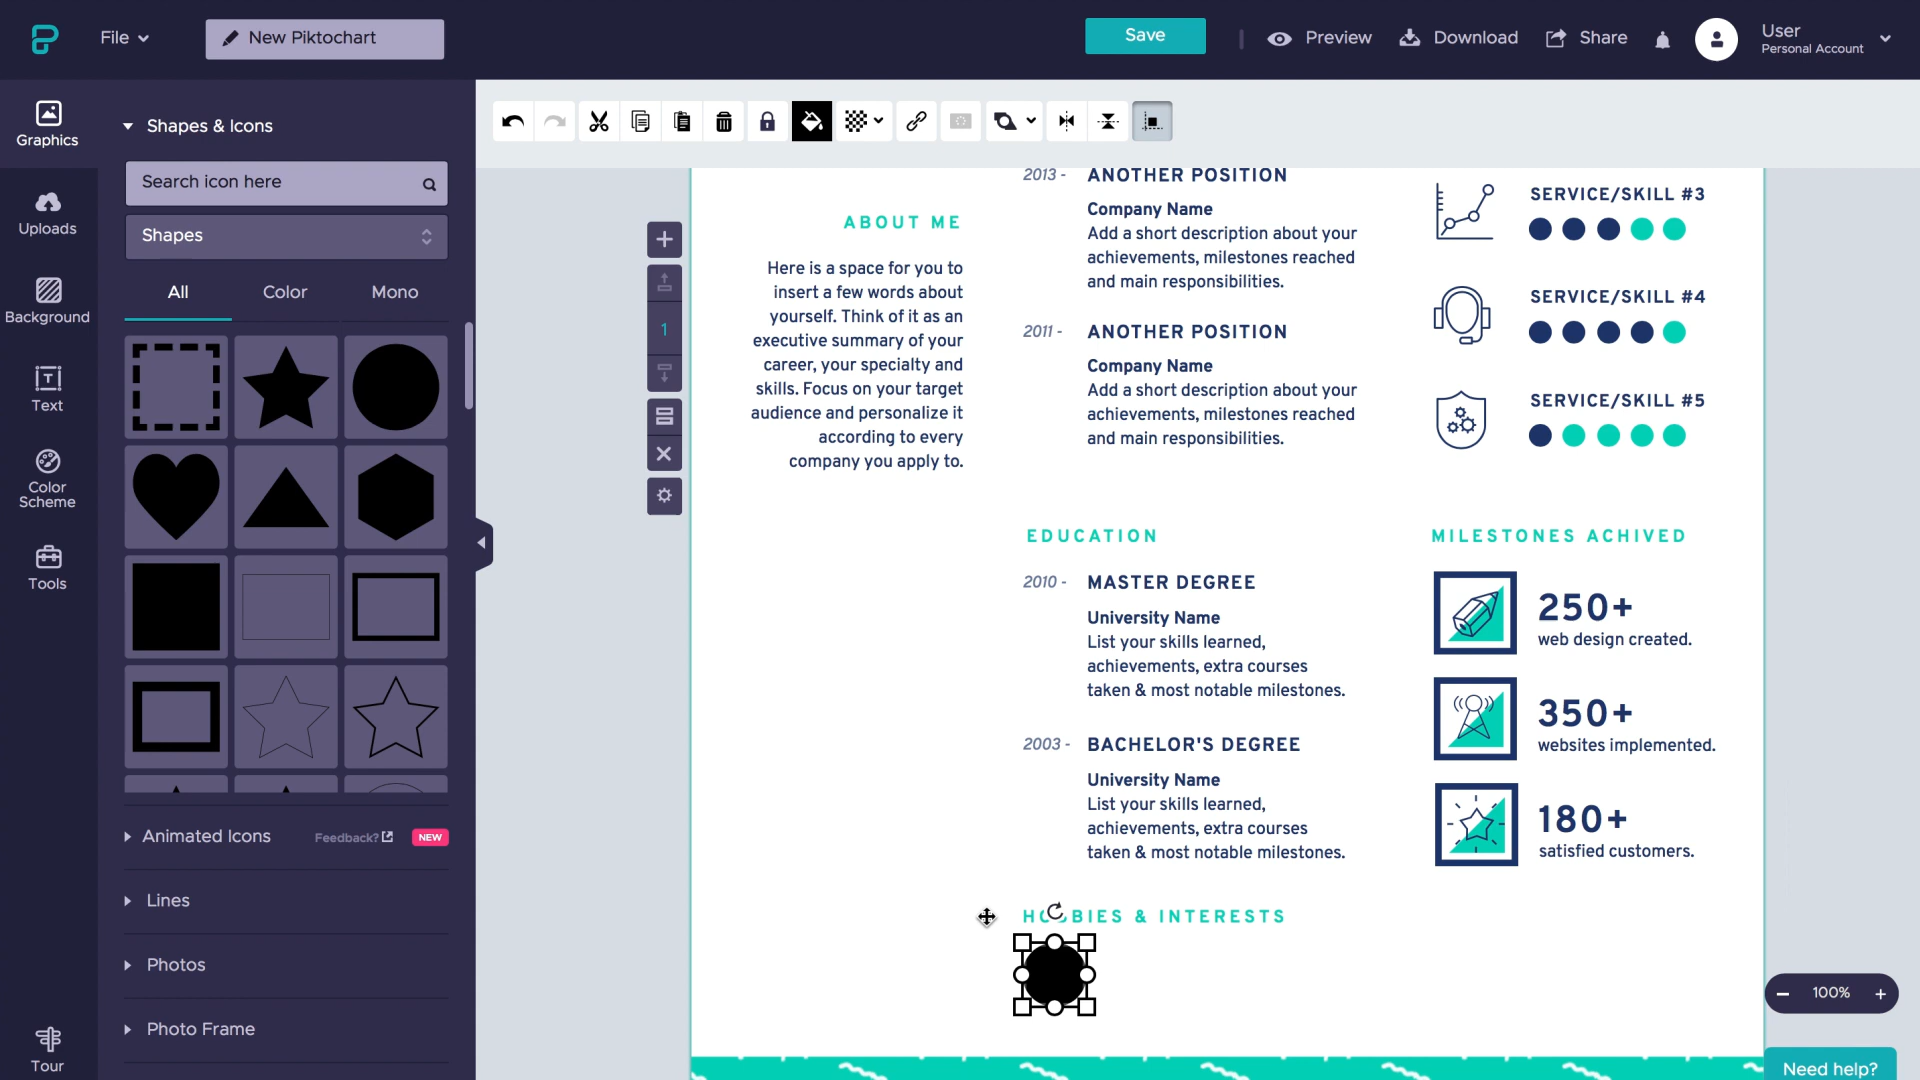 File
New Piktochart
Save
Preview
Download
Share
User
Personal Account
Graphics
Uploads
Background
Text
Color
Scheme
Tools
Tour
Shapes & Icons
Search icon here
Shapes
All
Color
Mono
Animated Icons
Feedback?
NEW
Lines
Photos
Photo Frame
1
ABOUT ME
Here is a space for you to
insert a few words about
yourself. Think of it as an
executive summary of your
career, your specialty and
skills. Focus on your target
audience and personalize it
according to every
company you apply to.
2013 - ANOTHER POSITION
Company Name
Add a short description about your
achievements, milestones reached
and main responsibilities.
2011 - ANOTHER POSITION
Company Name
Add a short description about your
achievements, milestones reached
and main responsibilities.
SERVICE/SKILL #3
SERVICE/SKILL #4
SERVICE/SKILL #5
EDUCATION
2010 - MASTER DEGREE
University Name
List your skills learned,
achievements, extra courses
taken & most notable milestones.
2003 - BACHELOR'S DEGREE
University Name
List your skills learned,
achievements, extra courses
taken & most notable milestones.
MILESTONES ACHIVED
250+
web design created.
350+
websites implemented.
180+
satisfied customers.
HOBBIES & INTERESTS
100%
Need help?